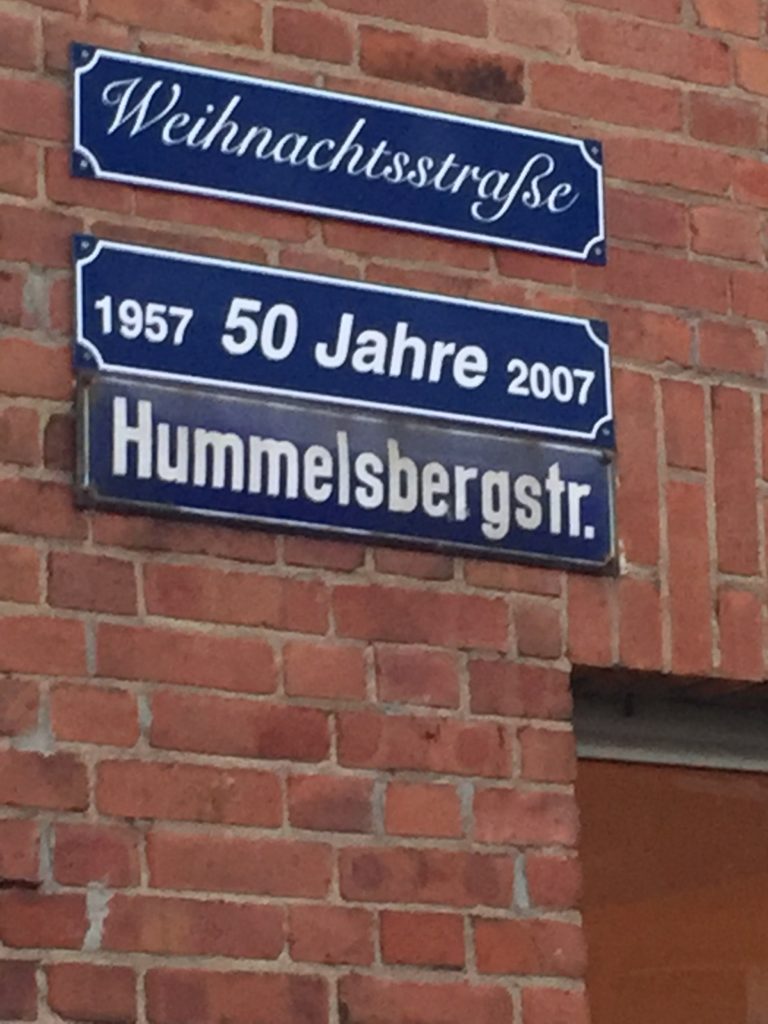 Weihnachtsstraße
1957 50 Jahre 2007
Hummelsbergstr.